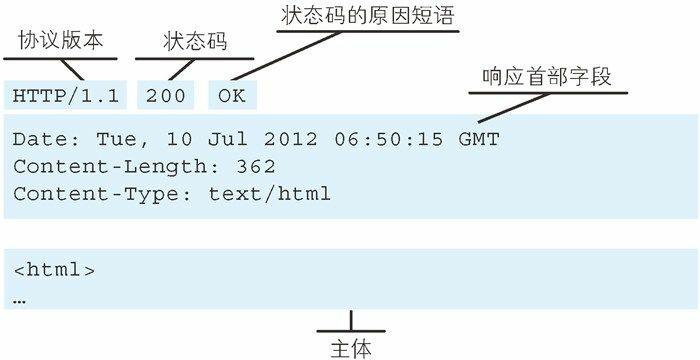 状态码的原因短语
协议版本
状态码
响应首部字段
HTTP/1.1 200 OK
Date: Tue, 10 Jul 2012 06:50:15 GMT
Content-Length: 362
Content-Type: text/html
<html>
…
主体